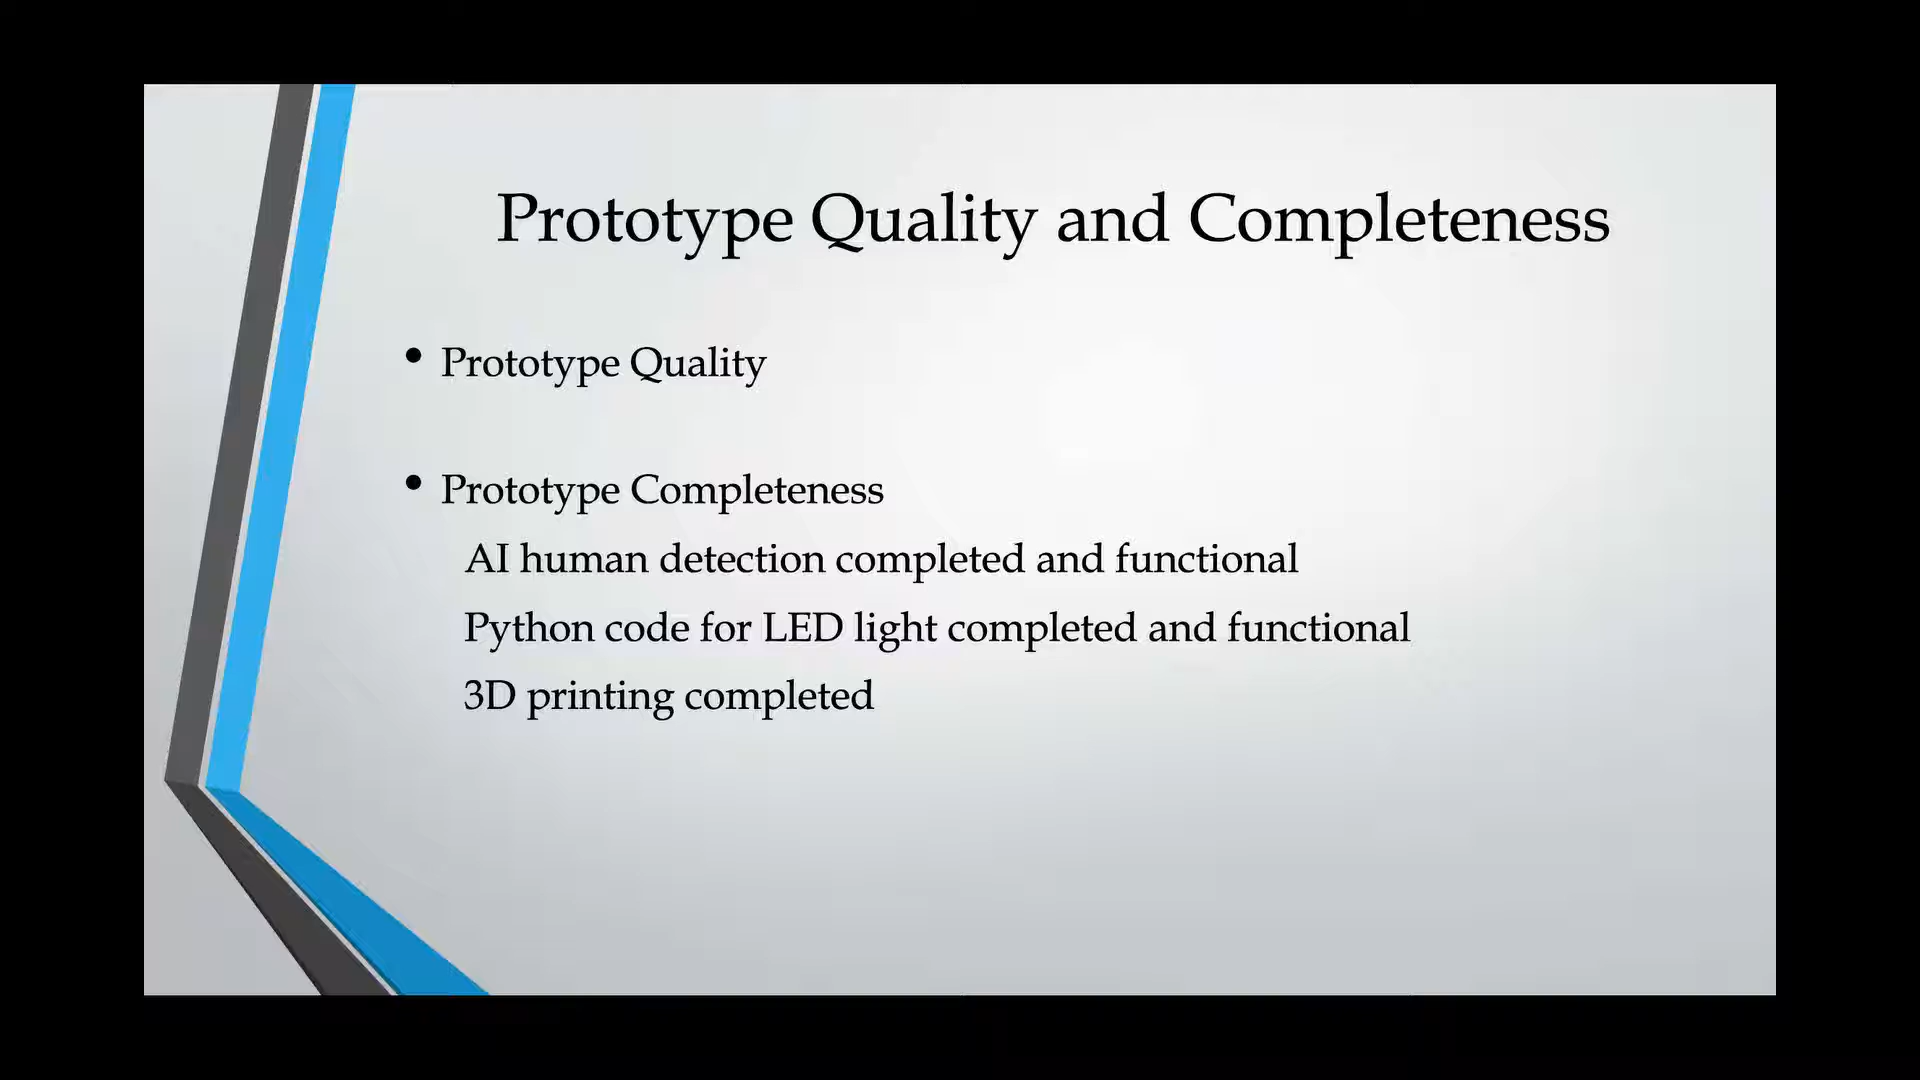 Prototype Quality and Completeness
• Prototype Quality
• Prototype Completeness
AI human detection completed and functional
Python code for LED light completed and functional
3D printing completed